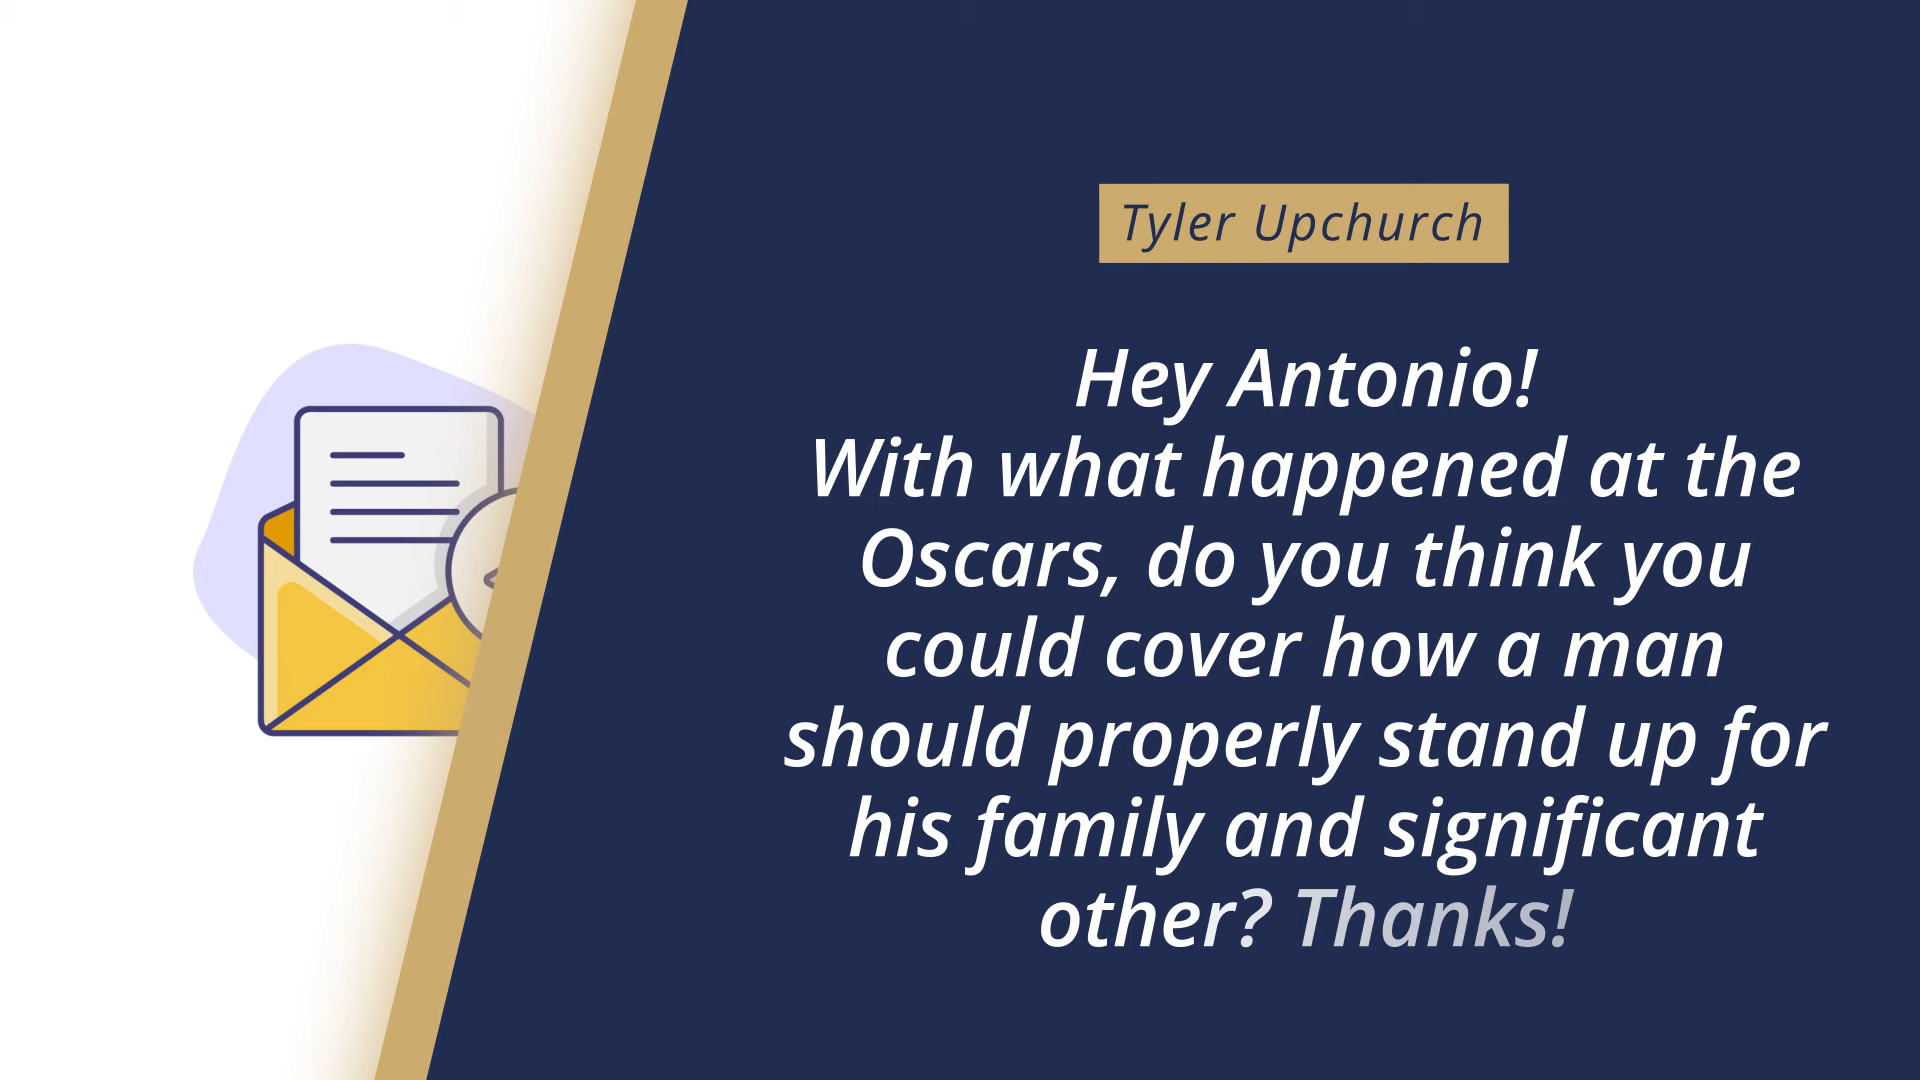 Tyler Upchurch
Hey Antonio!
With what happened at the
Oscars, do you think you
could cover how a man
should properly stand up for
his family and significant
other? Thanks!